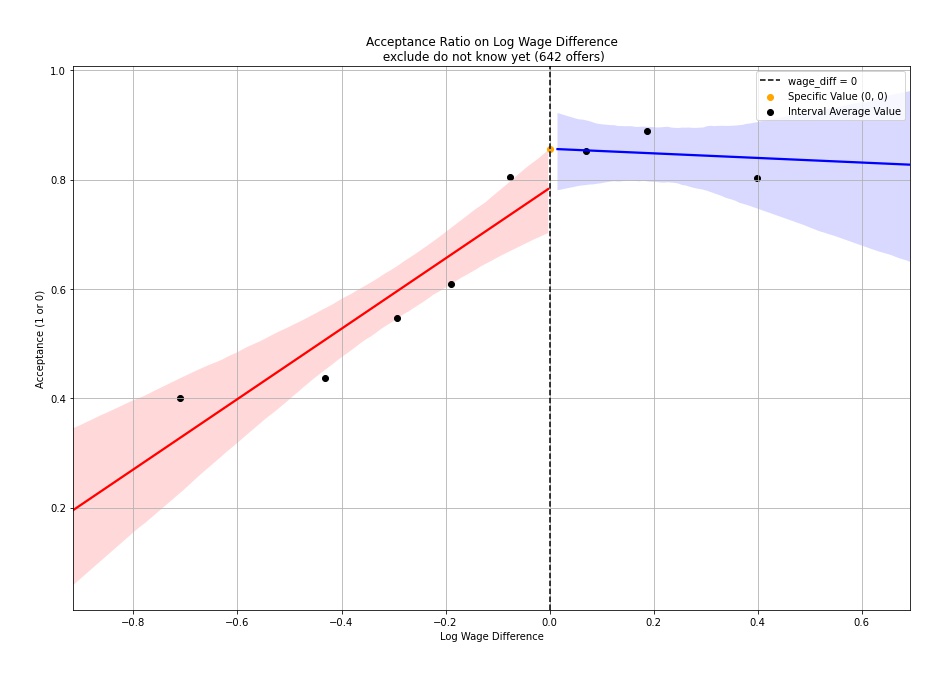 Acceptance Ratio on Log Wage Difference
exclude do not know yet (642 offers)
wage_diff = 0
Specific Value (0, 0)
Interval Average Value
Acceptance (1 or 0)
1.0
0.8
0.6
0.4
0.2
−0.8
−0.6
−0.4
−0.2
0.0
0.2
0.4
0.6
Log Wage Difference